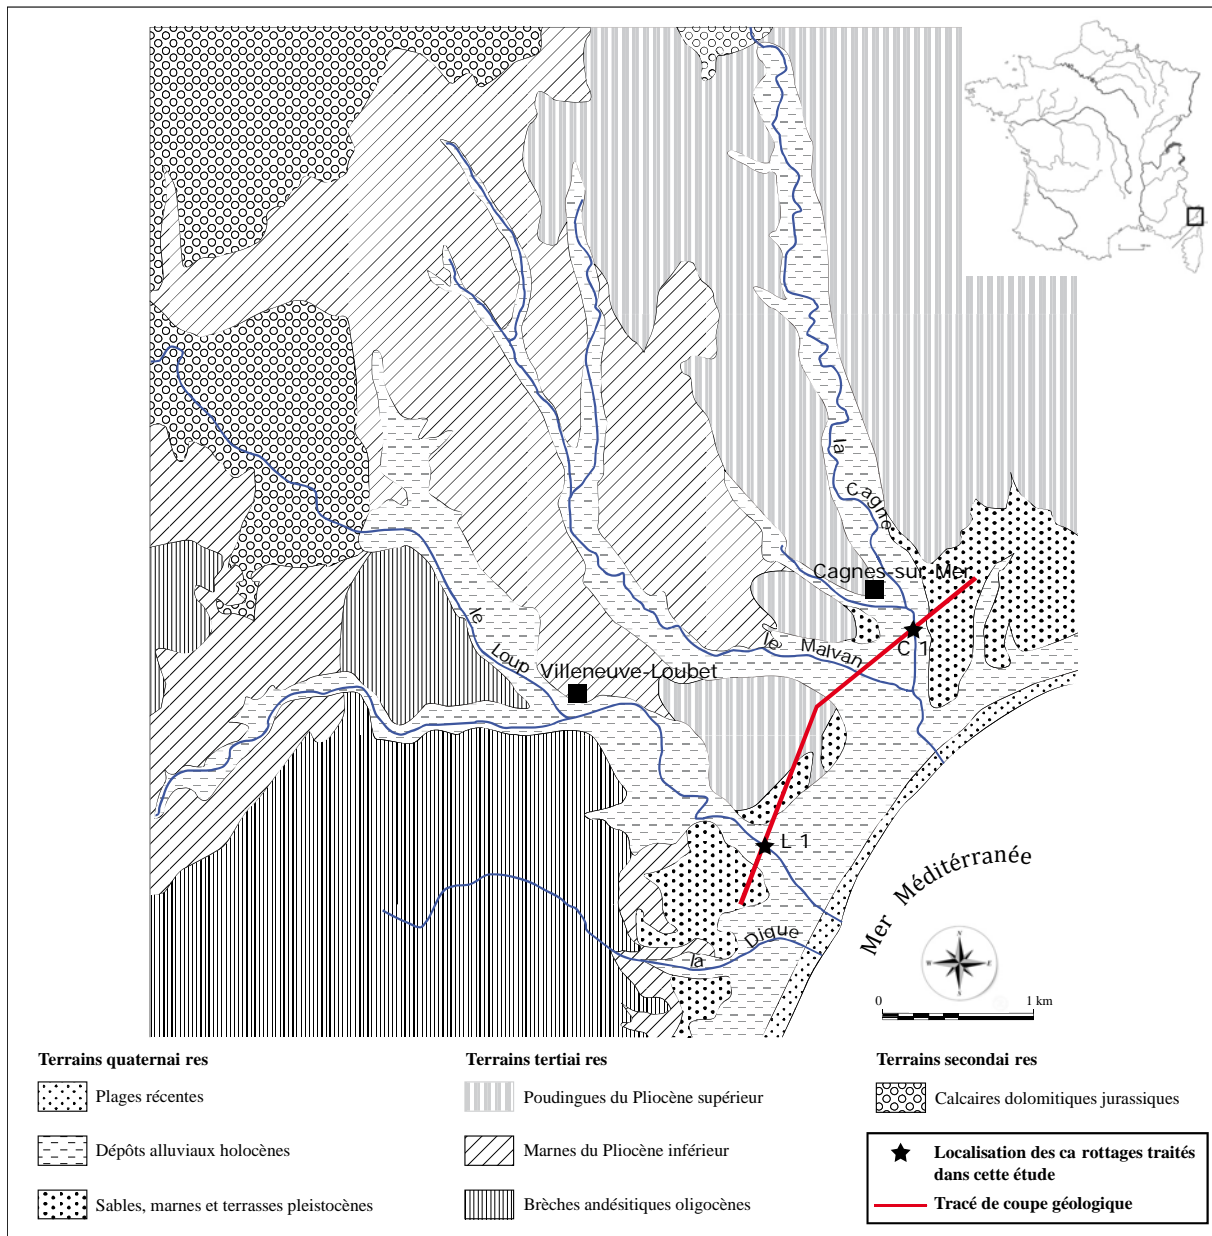 la
Cagne
Cagnes-sur-Mer
C 1
le Malvan
le Loup
Villeneuve-Loubet
L 1
la Dique
Mer Méditérranée
N
W E
S
0 1 km
Terrains quaternai res
Plages récentes
Dépôts alluviaux holocènes
Sables, marnes et terrasses pleistocènes
Terrains tertiai res
Poudingues du Pliocène supérieur
Marnes du Pliocène inférieur
Brèches andésitiques oligocènes
Terrains secondai res
Calcaires dolomitiques jurassiques
Localisation des ca rottages traités
dans cette étude
Tracé de coupe géologique